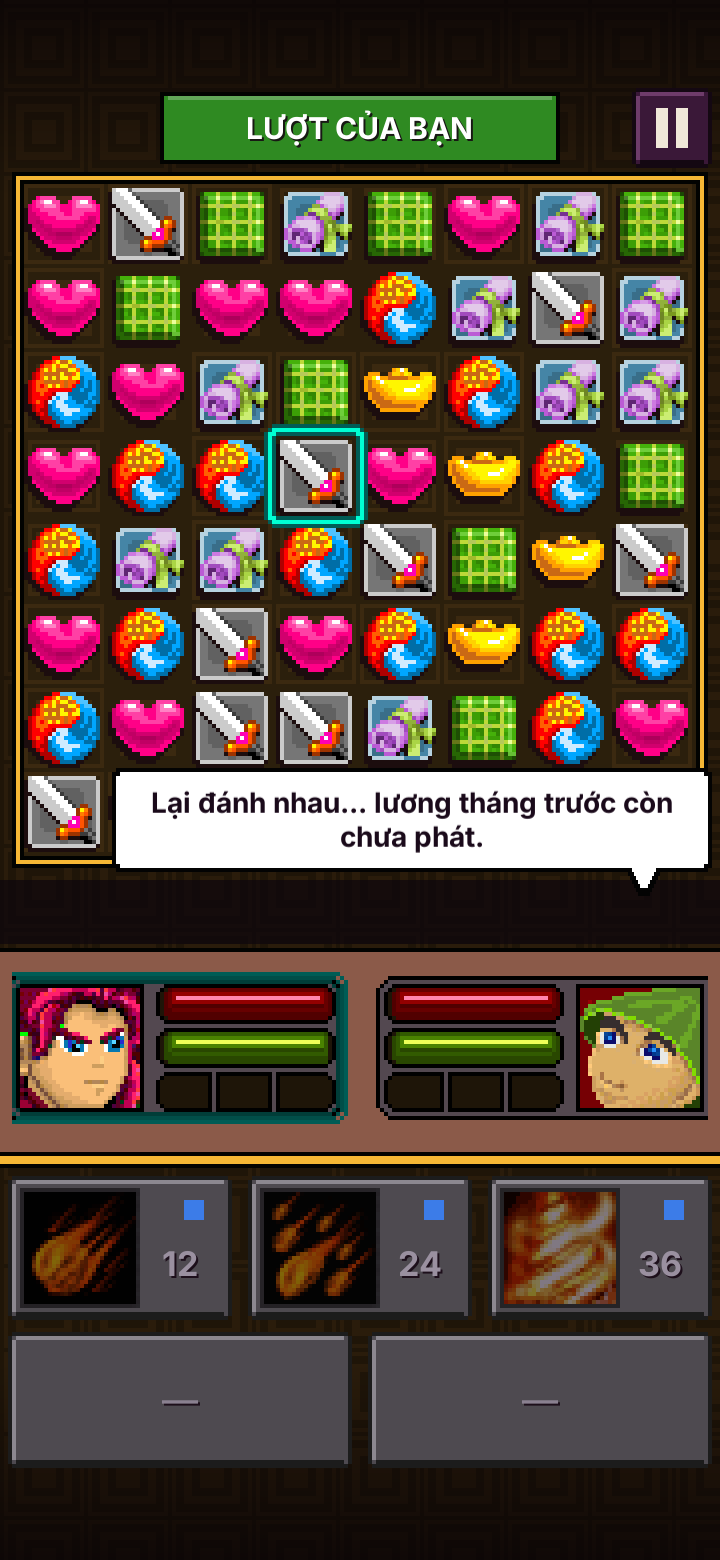 LƯỢT CỦA BẠN
Lại đánh nhau... lương tháng trước còn
chưa phát.
12
24
36
—
—